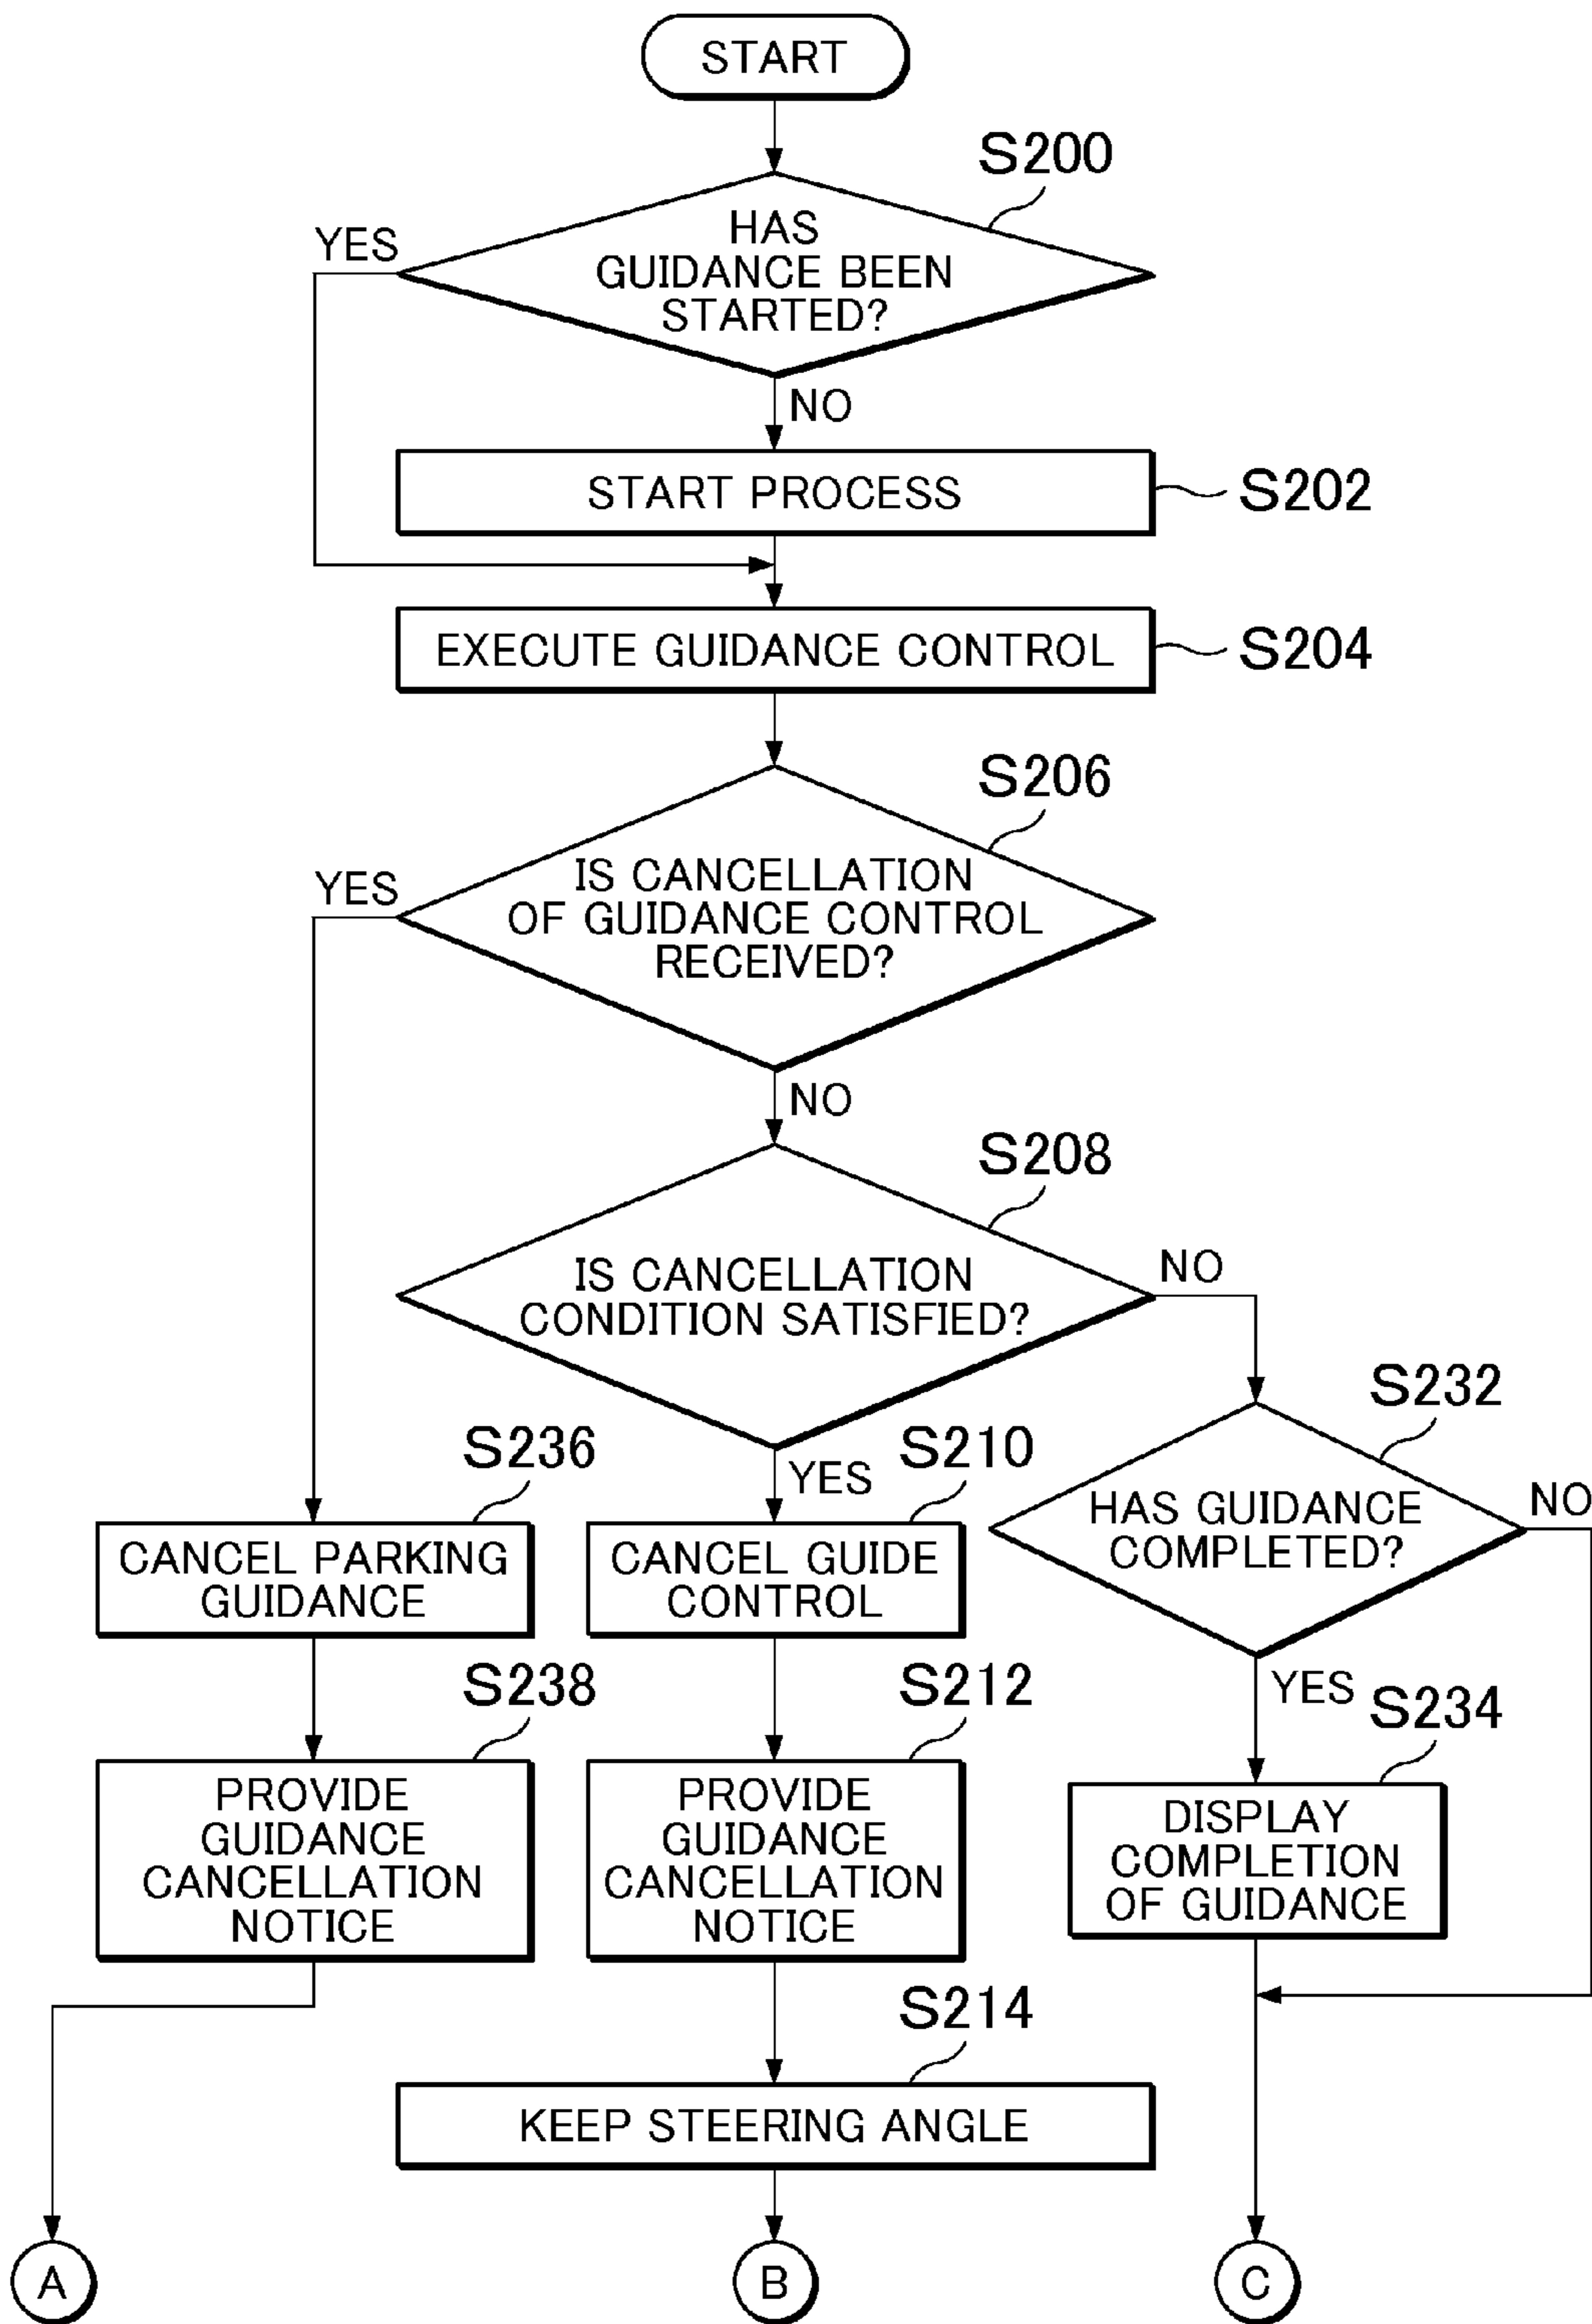 START
S200
HAS
GUIDANCE BEEN
STARTED?
YES
NO
START PROCESS
S202
EXECUTE GUIDANCE CONTROL
S204
S206
IS CANCELLATION
OF GUIDANCE CONTROL
RECEIVED?
YES
NO
S208
IS CANCELLATION
CONDITION SATISFIED?
NO
YES
S236
CANCEL PARKING
GUIDANCE
S210
CANCEL GUIDE
CONTROL
S232
HAS GUIDANCE
COMPLETED?
NO
YES
S238
PROVIDE
GUIDANCE
CANCELLATION
NOTICE
S212
PROVIDE
GUIDANCE
CANCELLATION
NOTICE
S234
DISPLAY
COMPLETION
OF GUIDANCE
S214
KEEP STEERING ANGLE
A
B
C